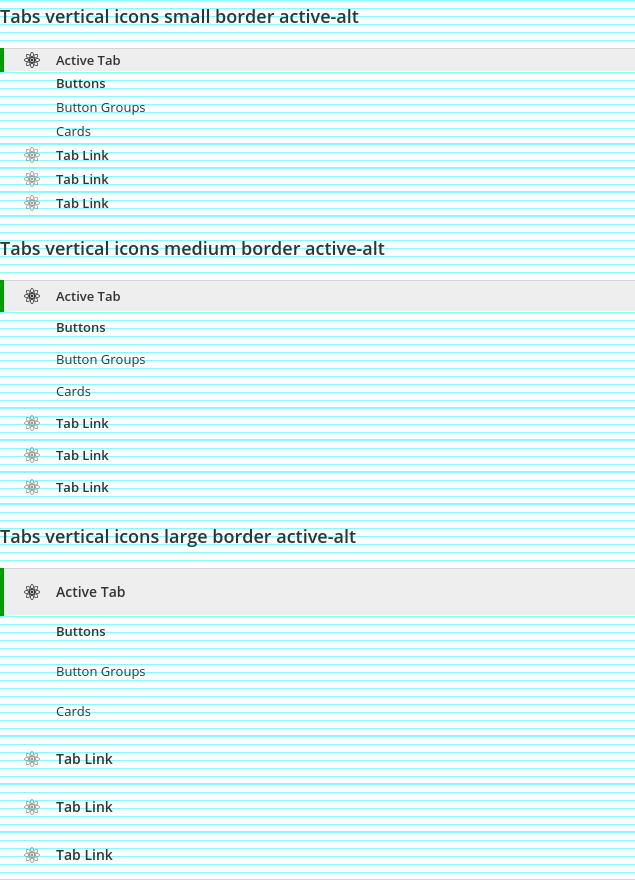 Tabs vertical icons small border active-alt
Active Tab
Buttons
Button Groups
Cards
Tab Link
Tab Link
Tab Link
Tabs vertical icons medium border active-alt
Active Tab
Buttons
Button Groups
Cards
Tab Link
Tab Link
Tab Link
Tabs vertical icons large border active-alt
Active Tab
Buttons
Button Groups
Cards
Tab Link
Tab Link
Tab Link